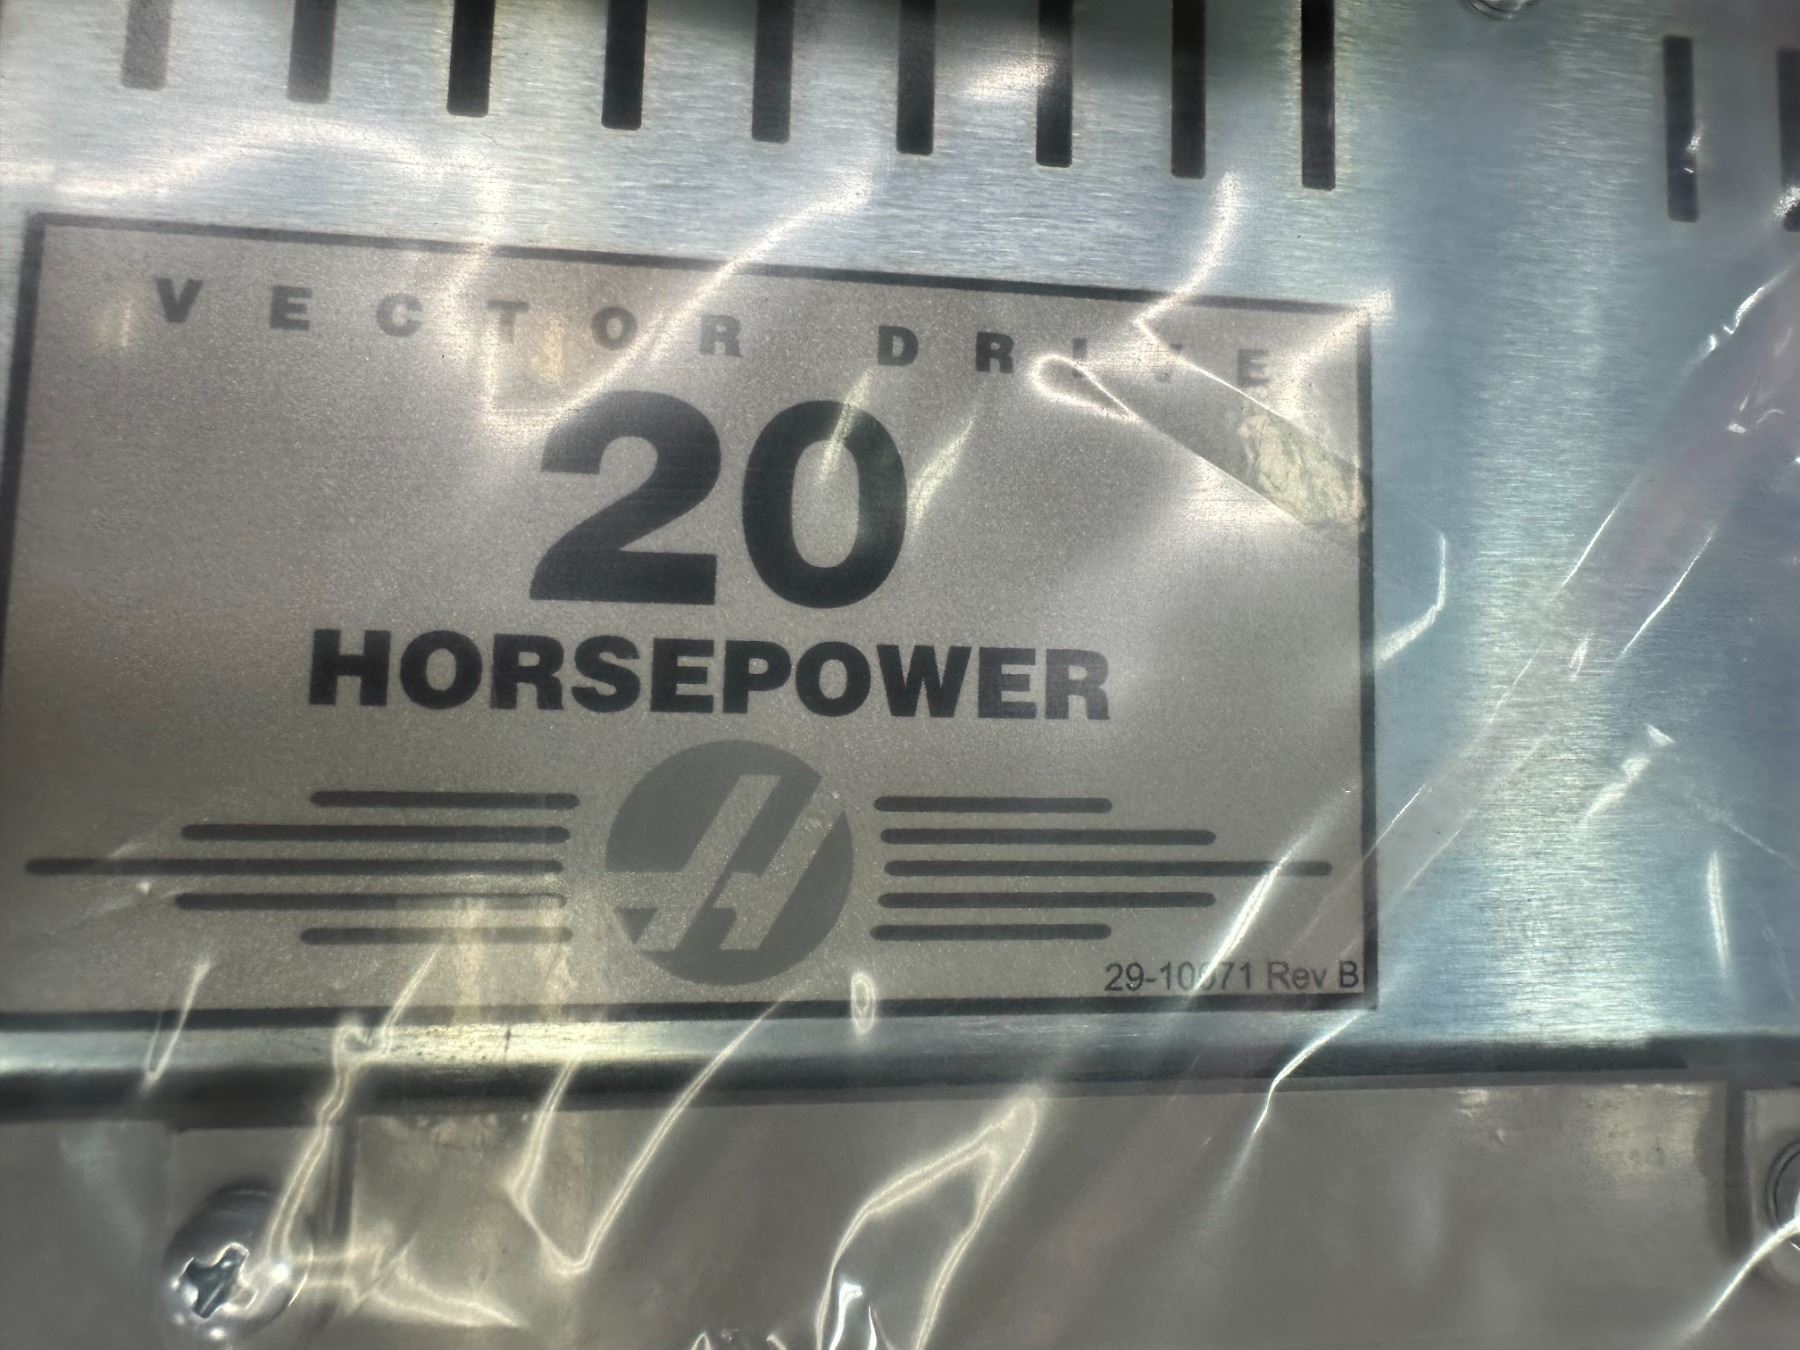 VECTOR DRIVE
20
HORSEPOWER
Rev B